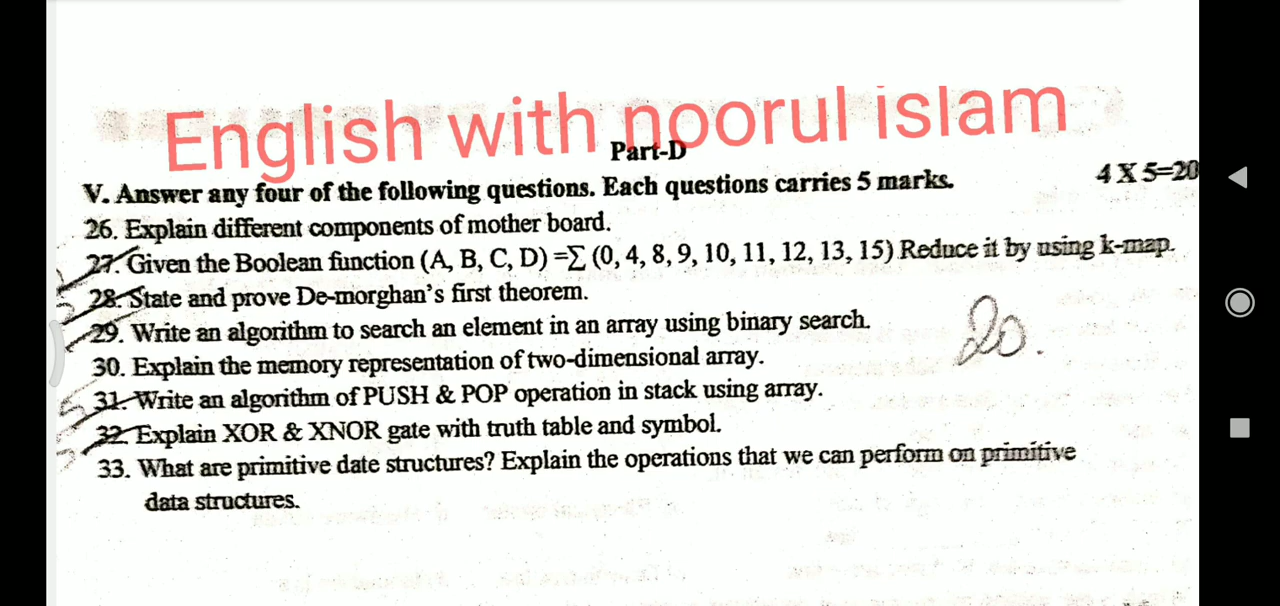 English with noorul islam
Part-D
V. Answer any four of the following questions. Each questions carries 5 marks. 4 X 5=20
26. Explain different components of mother board.
27. Given the Boolean function (A, B, C, D) =∑ (0, 4, 8, 9, 10, 11, 12, 13, 15) Reduce it by using k-map.
28. State and prove De-morghan's first theorem.
29. Write an algorithm to search an element in an array using binary search.
20.
30. Explain the memory representation of two-dimensional array.
31. Write an algorithm of PUSH & POP operation in stack using array.
32. Explain XOR & XNOR gate with truth table and symbol.
33. What are primitive date structures? Explain the operations that we can perform on primitive
data structures.